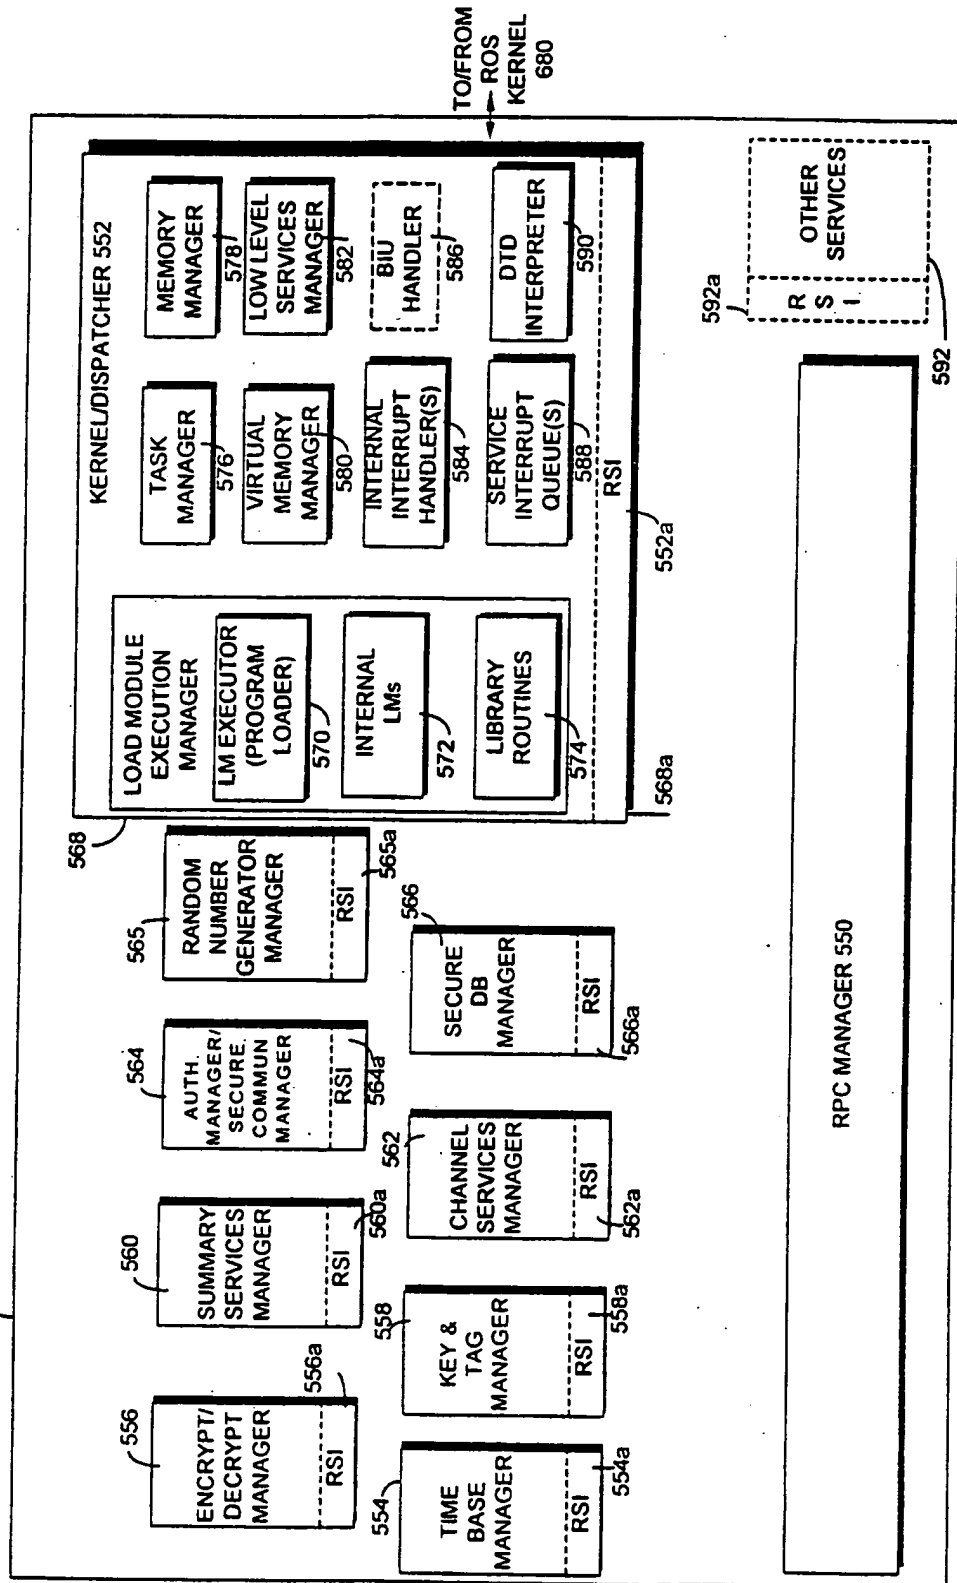 KERNEL/DISPATCHER 552
568
LOAD MODULE
EXECUTION
MANAGER
LM EXECUTOR
(PROGRAM
LOADER)
570
INTERNAL
LMs
572
LIBRARY
ROUTINES
574
568a
TASK
MANAGER
576
VIRTUAL
MEMORY
MANAGER
580
INTERNAL
INTERRUPT
HANDLER(S)
584
SERVICE
INTERRUPT
QUEUE(S)
588
MEMORY
MANAGER
578
LOW LEVEL
SERVICES
MANAGER
582
BIU
HANDLER
586
DTD
INTERPRETER
590
RSI
552a
TO/FROM
ROS
KERNEL
680
556
ENCRYPT/
DECRYPT
MANAGER
RSI
556a
560
SUMMARY
SERVICES
MANAGER
RSI
560a
564
AUTH.
MANAGER/
SECURE.
COMMUN
MANAGER
RSI
564a
565
RANDOM
NUMBER
GENERATOR
MANAGER
RSI
565a
554
TIME
BASE
MANAGER
RSI
554a
558
KEY &
TAG
MANAGER
RSI
558a
562
CHANNEL
SERVICES
MANAGER
RSI
562a
566
SECURE
DB
MANAGER
RSI
566a
RPC MANAGER 550
592a
R
S
I
OTHER
SERVICES
592